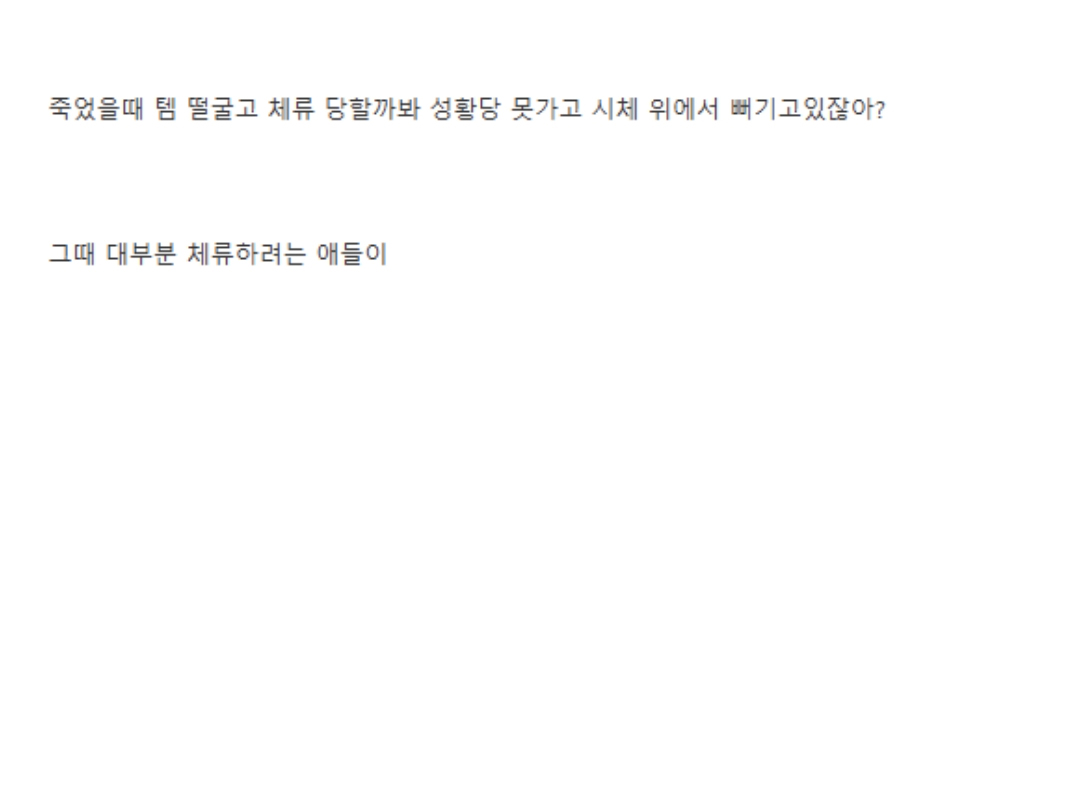 죽었을때 템 떨굴고 체류 당할까봐 성황당 못가고 시체 위에서 뻐기고있잖아?
그때 대부분 체류하려는 애들이